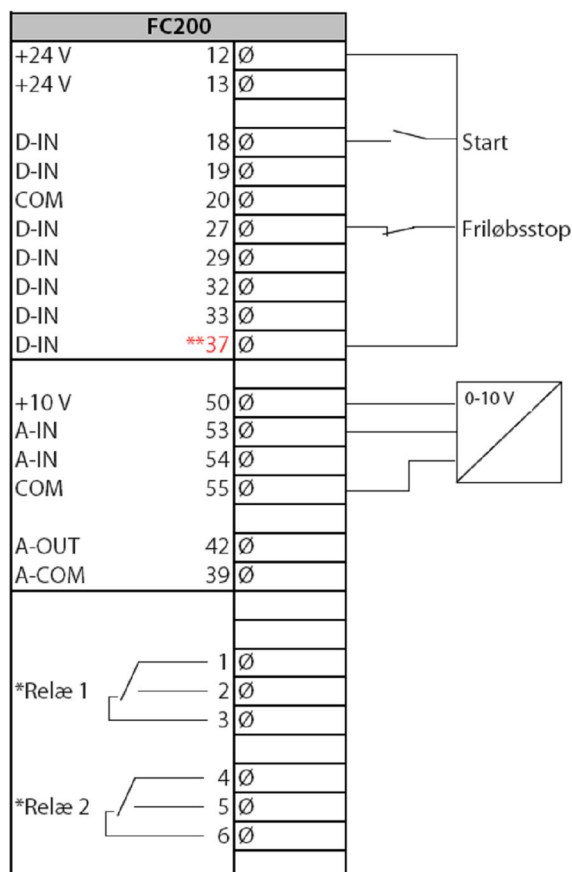 FC200
+24 V 12 Ø
+24 V 13 Ø
D-IN 18 Ø Start
D-IN 19 Ø
COM 20 Ø
D-IN 27 Ø Friløbsstop
D-IN 29 Ø
D-IN 32 Ø
D-IN 33 Ø
D-IN **37 Ø
+10 V 50 Ø 0-10 V
A-IN 53 Ø
A-IN 54 Ø
COM 55 Ø
A-OUT 42 Ø
A-COM 39 Ø
1 Ø
*Relæ 1 2 Ø
3 Ø
4 Ø
*Relæ 2 5 Ø
6 Ø